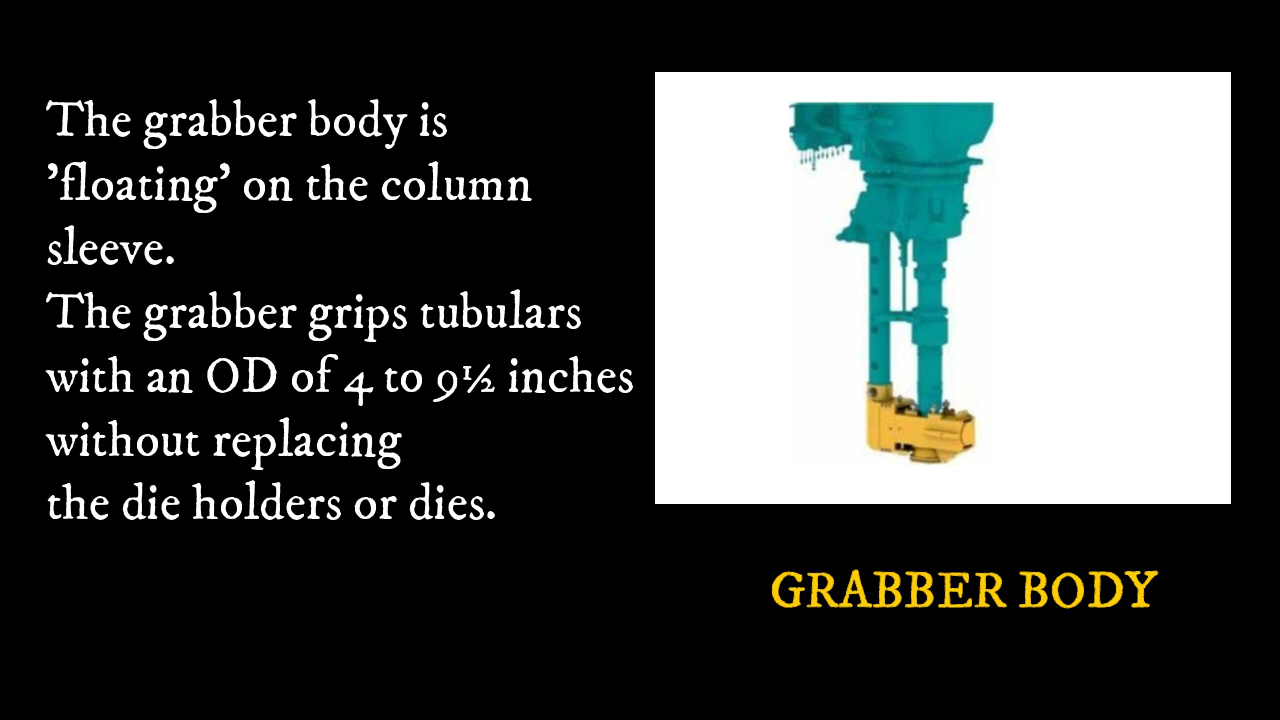 The grabber body is
’floating’ on the column
sleeve.
The grabber grips tubulars
with an OD of 4 to 9½ inches
without replacing
the die holders or dies.
GRABBER BODY